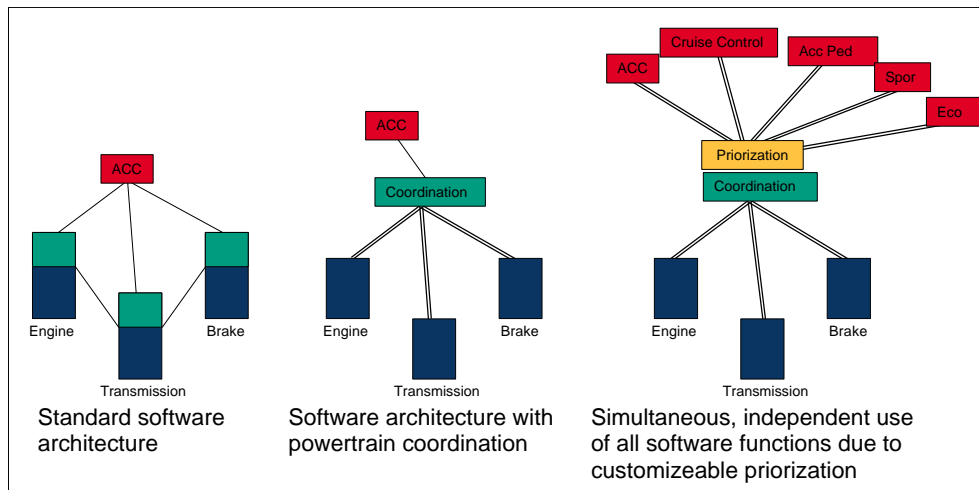 ACC
Engine
Brake
Transmission
Standard software
architecture
ACC
Coordination
Engine
Brake
Transmission
Software architecture with
powertrain coordination
Cruise Control
ACC
Acc Ped
Spor
Eco
Priorization
Coordination
Engine
Brake
Transmission
Simultaneous, independent use
of all software functions due to
customizeable priorization